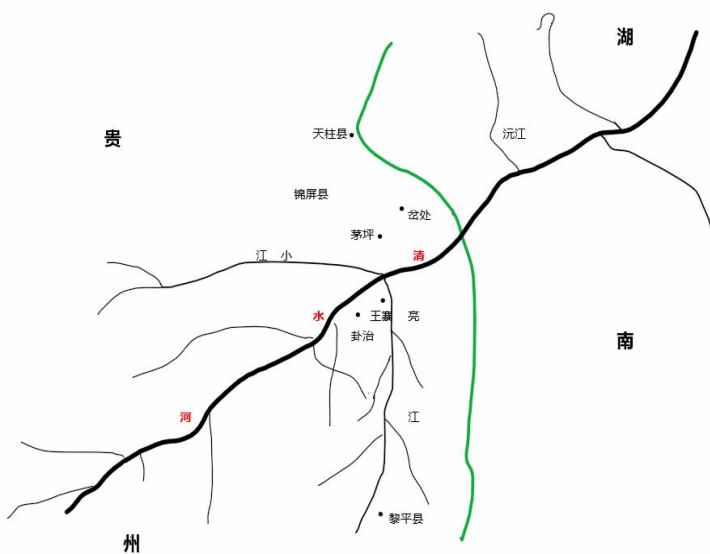 湖
贵
天柱县
沅江
锦屏县
岔处
茅坪
清
江 小
水
王寨
亮
卦治
南
河
江
黎平县
州